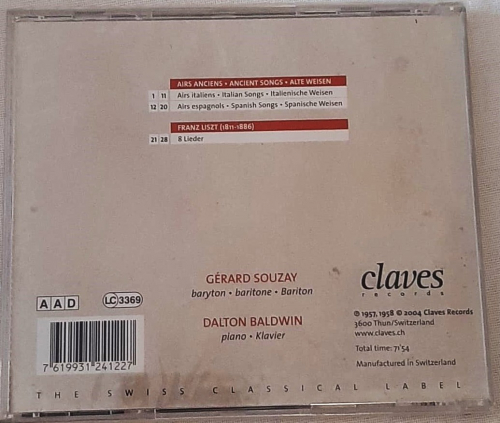 AIRS ANCIENS • ANCIENT SONGS • ALTE WEISEN
1 11 Airs italiens • Italian Songs • Italienische Weisen
12 20 Airs espagnols • Spanish Songs • Spanische Weisen
FRANZ LISZT (1811-1886)
21 28 8 Lieder
GÉRARD SOUZAY
baryton • baritone • Bariton
DALTON BALDWIN
piano • Klavier
claves
records
℗ 1957, 1958 © 2004 Claves Records
3600 Thun/Switzerland
www.claves.ch
Total time: 71'54
Manufactured in Switzerland
AAD
LC 3369
7 619931 241227
THE SWISS CLASSICAL LABEL